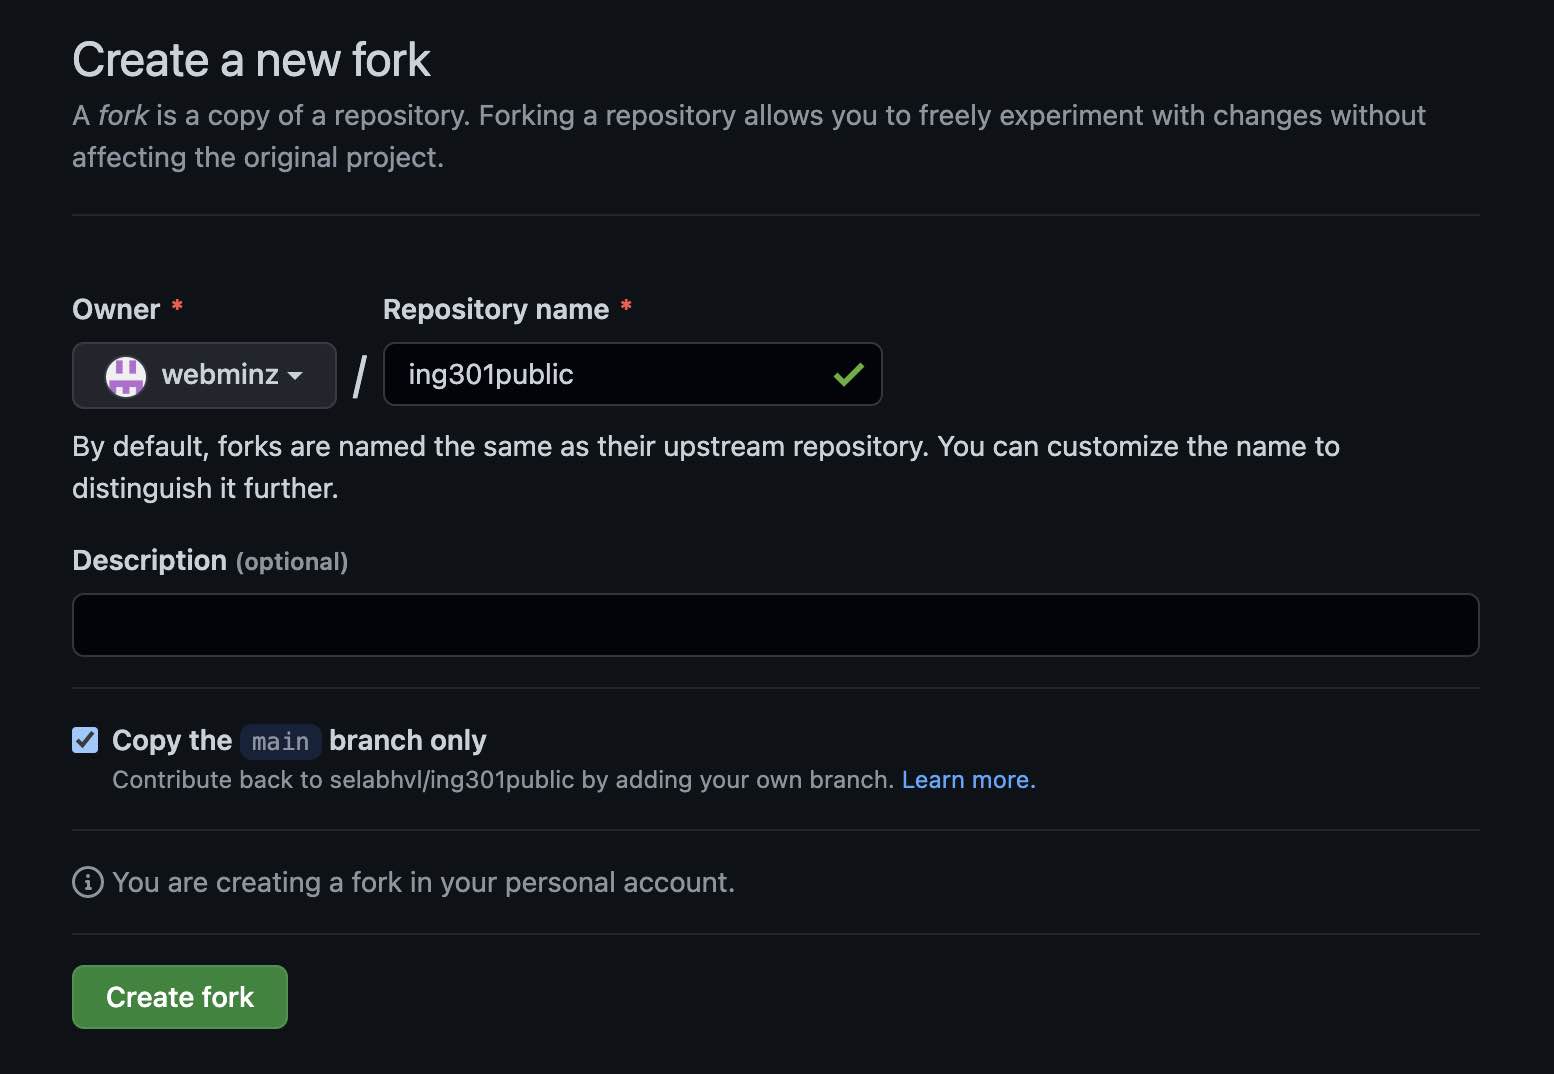 Create a new fork
A fork is a copy of a repository. Forking a repository allows you to freely experiment with changes without
affecting the original project.
Owner * Repository name *
webminz / ing301public
By default, forks are named the same as their upstream repository. You can customize the name to
distinguish it further.
Description (optional)
Copy the main branch only
Contribute back to selabhvl/ing301public by adding your own branch. Learn more.
You are creating a fork in your personal account.
Create fork